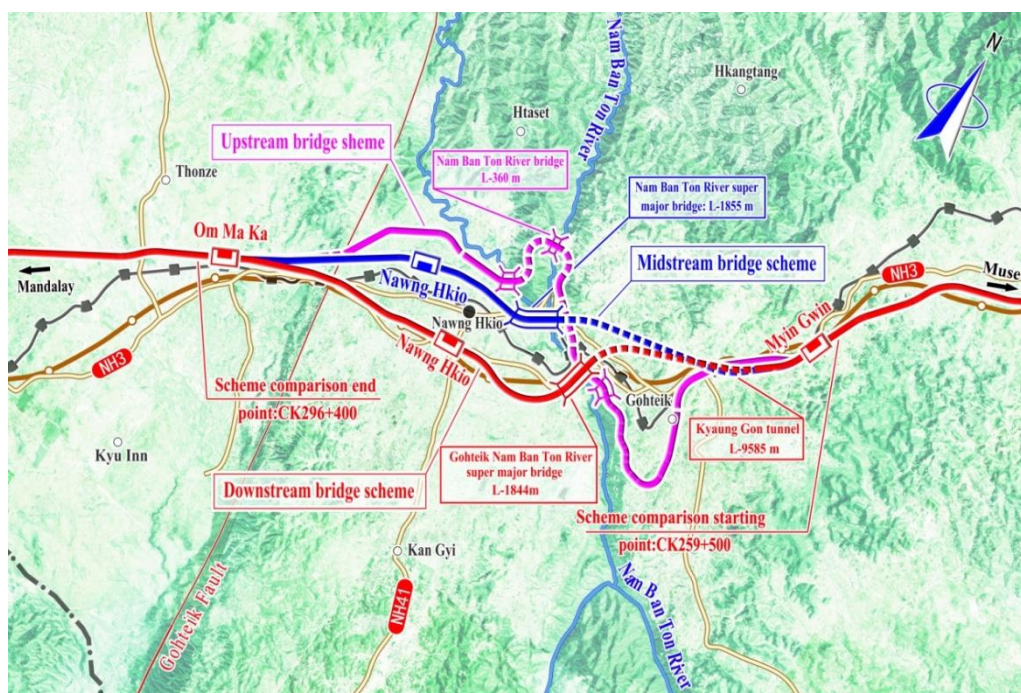 N
Nam Ban Ton River
Hkangtang
Htaset
Upstream bridge sheme
Nam Ban Ton River bridge
L-360 m
Thonze
Nam Ban Ton River super
major bridge: L-1855 m
Om Ma Ka
Midstream bridge scheme
Mandalay
Nawng Hkio
NH3
Muse
Nawng Hkio
Myin Gwin
NH3
Nawng Hkio
Scheme comparison end
point:CK296+400
Gohteik
Kyaung Gon tunnel
L-9585 m
Kyu Inn
Gohteik Nam Ban Ton River
super major bridge
L-1844m
Downstream bridge scheme
Scheme comparison starting
point:CK259+500
Kan Gyi
Gohteik Fault
NH41
Nam B an Ton River